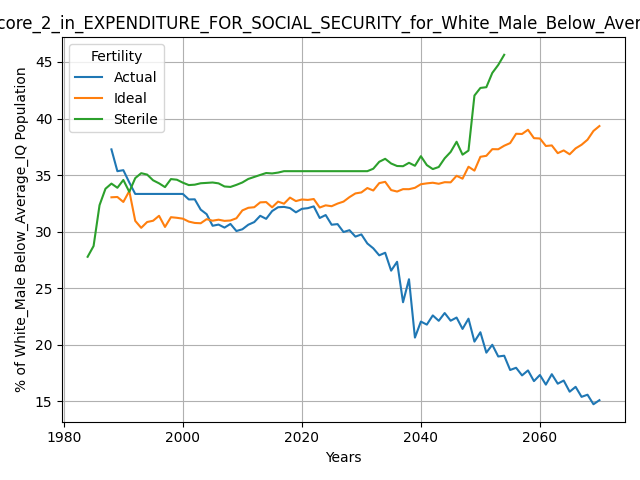 core_2_in_EXPENDITURE_FOR_SOCIAL_SECURITY_for_White_Male_Below_Aver
Fertility
Actual
Ideal
Sterile
% of White_Male Below_Average_IQ Population
45
40
35
30
25
20
15
1980
2000
2020
2040
2060
Years